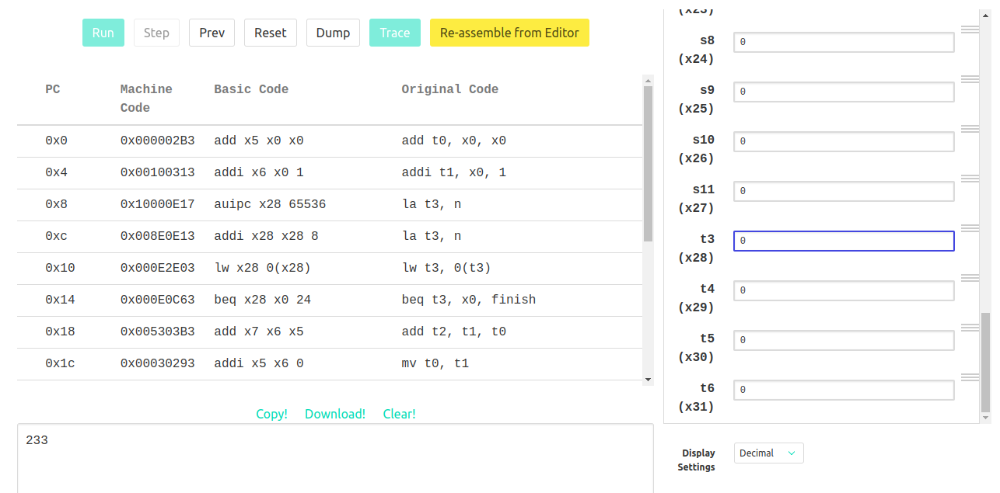 Run Step Prev Reset Dump Trace Re-assemble from Editor
PC Machine Code Basic Code Original Code
0x0 0x000002B3 add x5 x0 x0 add t0, x0, x0
0x4 0x00100313 addi x6 x0 1 addi t1, x0, 1
0x8 0x10000E17 auipc x28 65536 la t3, n
0xc 0x008E0E13 addi x28 x28 8 la t3, n
0x10 0x000E2E03 lw x28 0(x28) lw t3, 0(t3)
0x14 0x000E0C63 beq x28 x0 24 beq t3, x0, finish
0x18 0x005303B3 add x7 x6 x5 add t2, t1, t0
0x1c 0x00030293 addi x5 x6 0 mv t0, t1
Copy! Download! Clear!
233
(x23)
s8 0
(x24)
s9 0
(x25)
s10 0
(x26)
s11 0
(x27)
t3 0
(x28)
t4 0
(x29)
t5 0
(x30)
t6 0
(x31)
Display Decimal
Settings